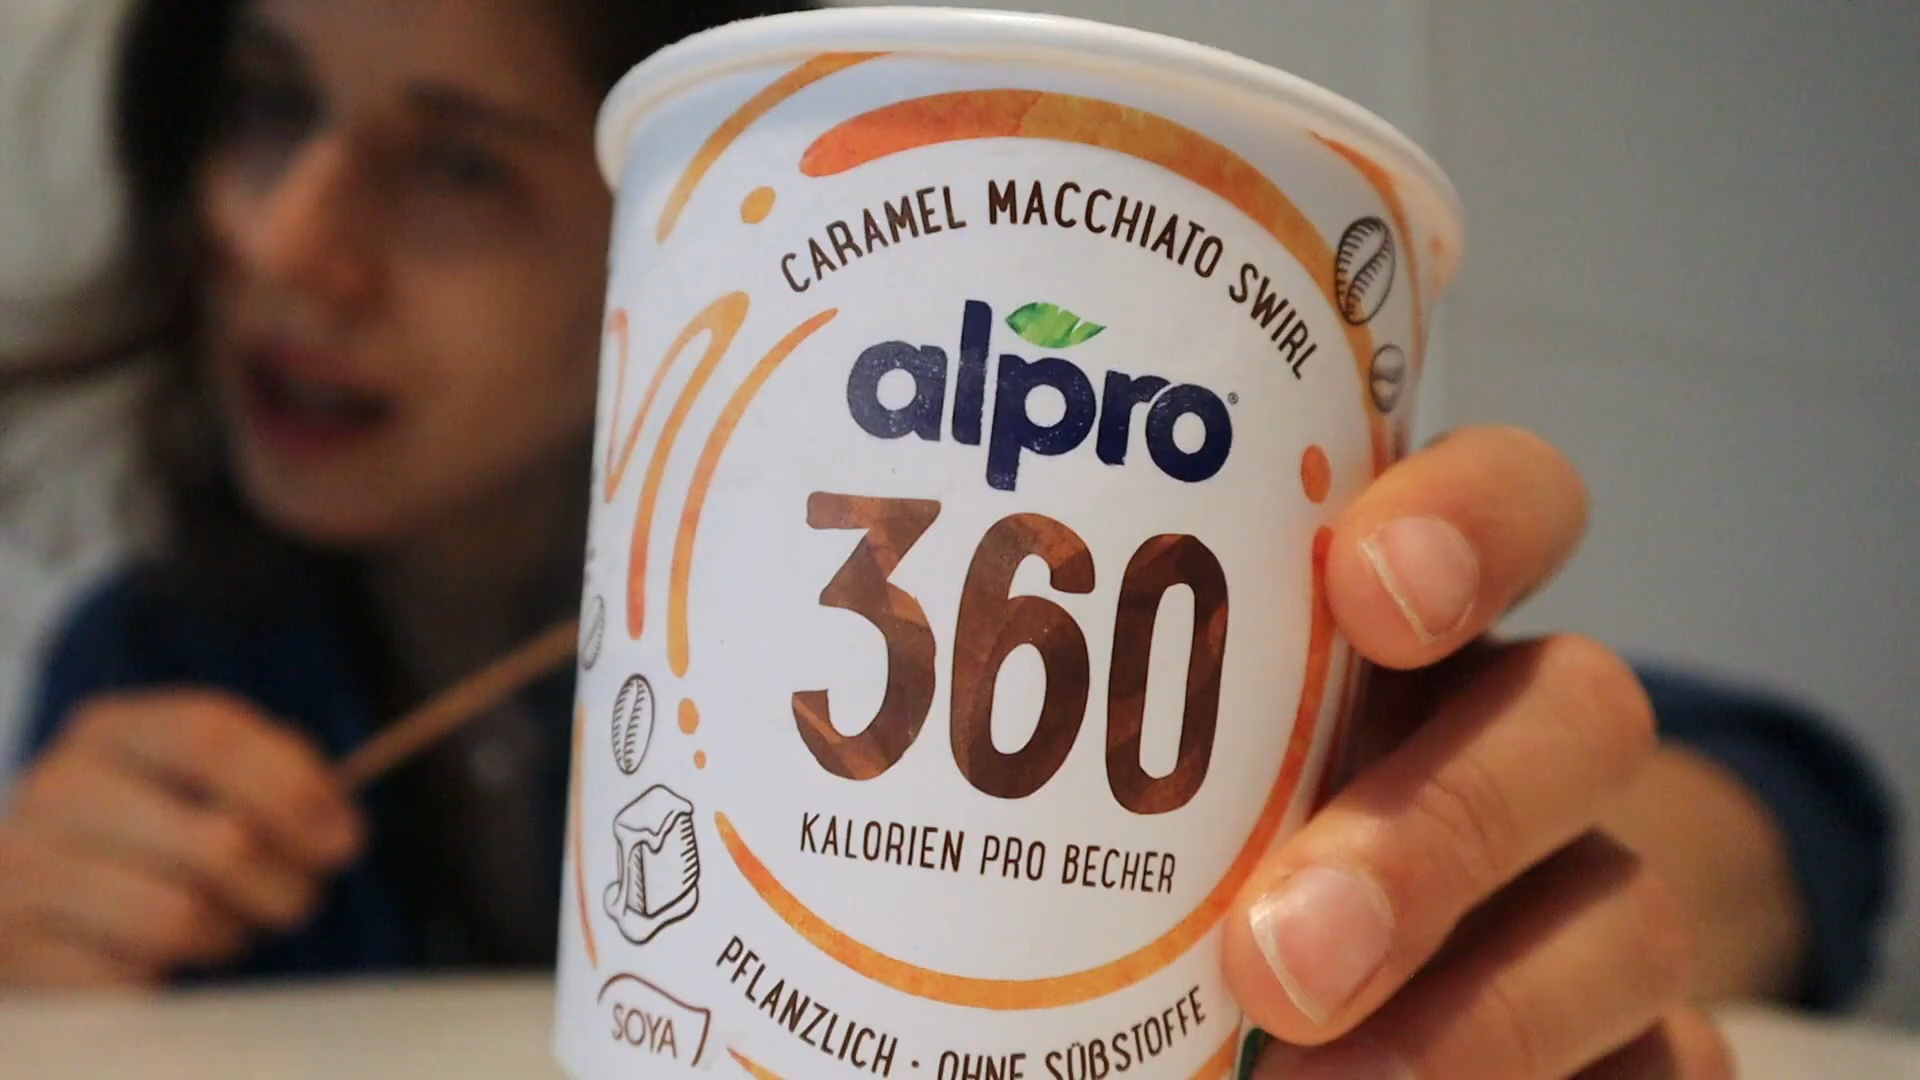 CARAMEL MACCHIATO SWIRL
alpro®
360
KALORIEN PRO BECHER
PFLANZLICH · OHNE SÜßSTOFFE
SOYA